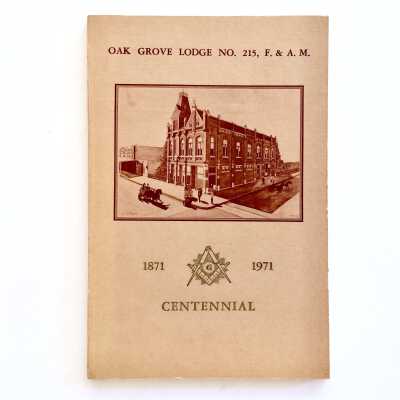 OAK GROVE LODGE NO. 215, F. & A. M.
1871 G 1971
CENTENNIAL